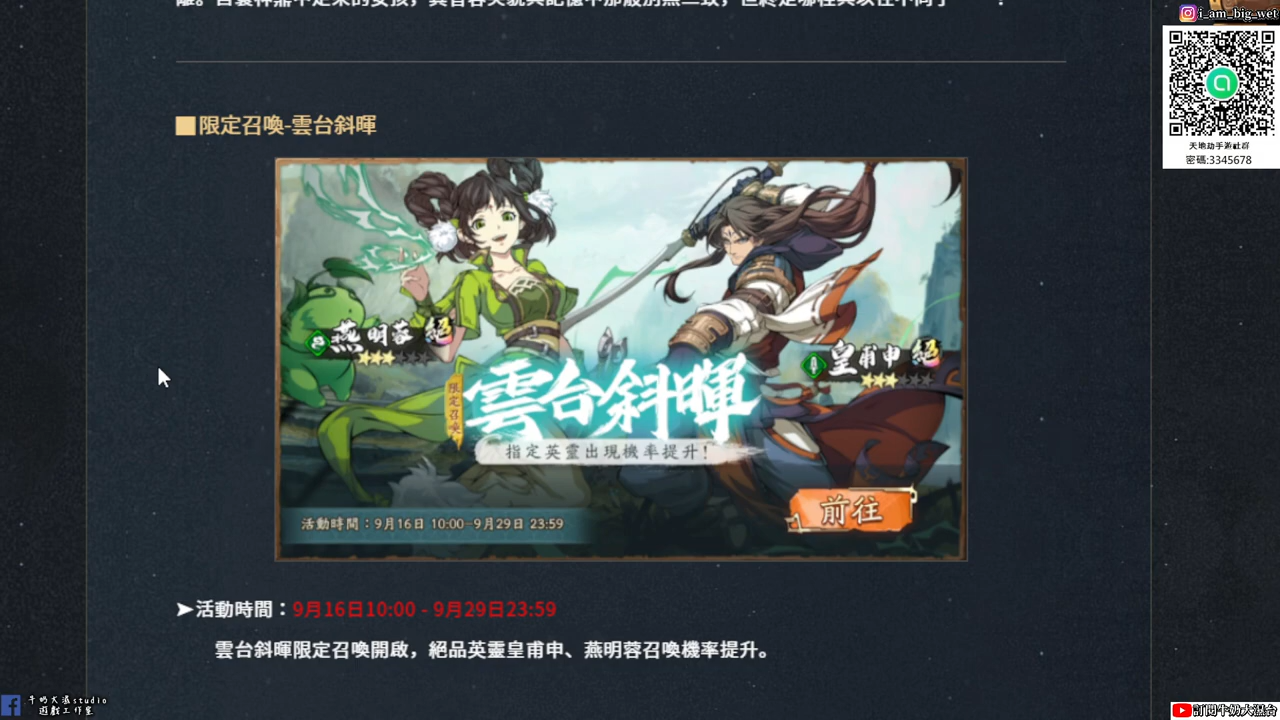 i_am_big_wet
天地劫手游社群
密碼:3345678
■限定召喚-雲台斜暉
燕明蓉 絕
皇甫申 絕
限定召喚
雲台斜暉
指定英靈出現機率提升!
前往
活動時間：9月16日 10:00-9月29日 23:59
➤活動時間：9月16日10:00 - 9月29日23:59
雲台斜暉限定召喚開啟，絕品英靈皇甫申、燕明蓉召喚機率提升。
牛奶大濕studio
遊戲工作室
訂閱牛奶大濕台